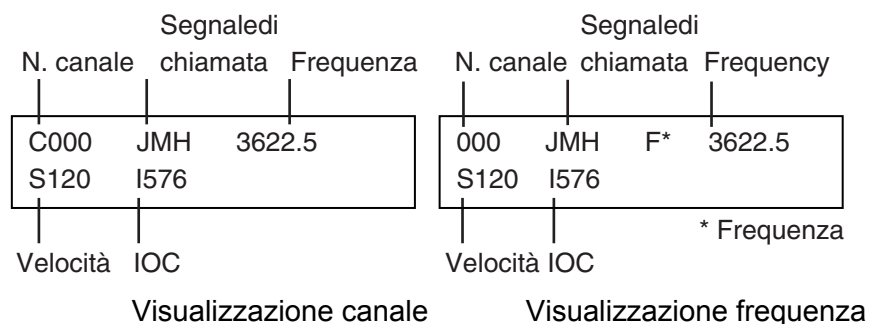 Segnaledi
N. canale chiamata Frequenza
C000 JMH 3622.5
S120 I576
Velocità IOC
Visualizzazione canale
Segnaledi
N. canale chiamata Frequency
000 JMH F* 3622.5
S120 I576
* Frequenza
Velocità IOC
Visualizzazione frequenza